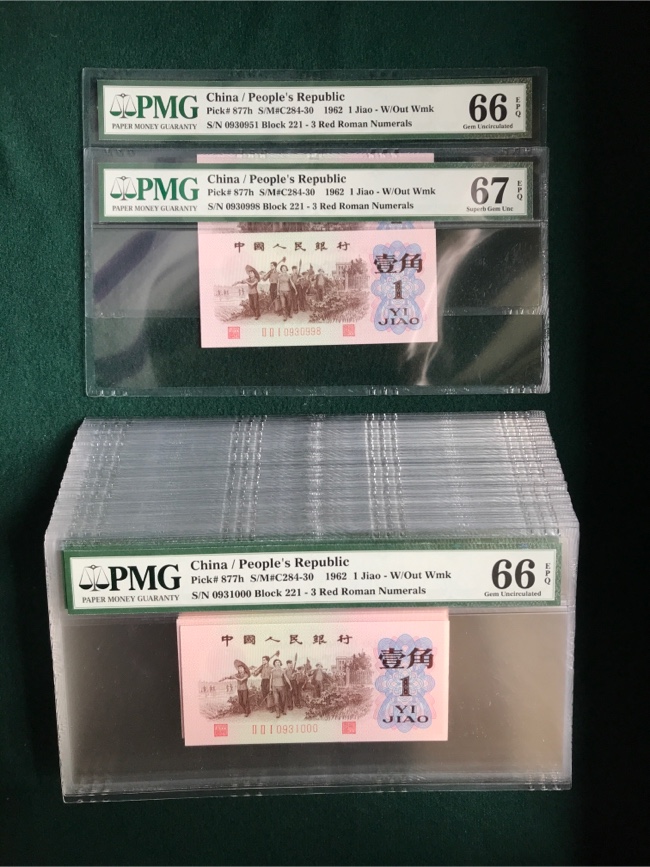 PMG
PAPER MONEY GUARANTY
China / People's Republic
Pick# 877h S/M#C284-30 1962 1 Jiao - W/Out Wmk
S/N 0930951 Block 221 - 3 Red Roman Numerals
66
EPQ
Gem Uncirculated
PMG
PAPER MONEY GUARANTY
China / People's Republic
Pick# 877h S/M#C284-30 1962 1 Jiao - W/Out Wmk
S/N 0930998 Block 221 - 3 Red Roman Numerals
67
EPQ
Superb Gem Unc
中國人民銀行
壹角
1
YI
JIAO
II II I 0930998
PMG
PAPER MONEY GUARANTY
China / People's Republic
Pick# 877h S/M#C284-30 1962 1 Jiao - W/Out Wmk
S/N 0931000 Block 221 - 3 Red Roman Numerals
66
EPQ
Gem Uncirculated
中國人民銀行
壹角
1
YI
JIAO
II II I 0931000